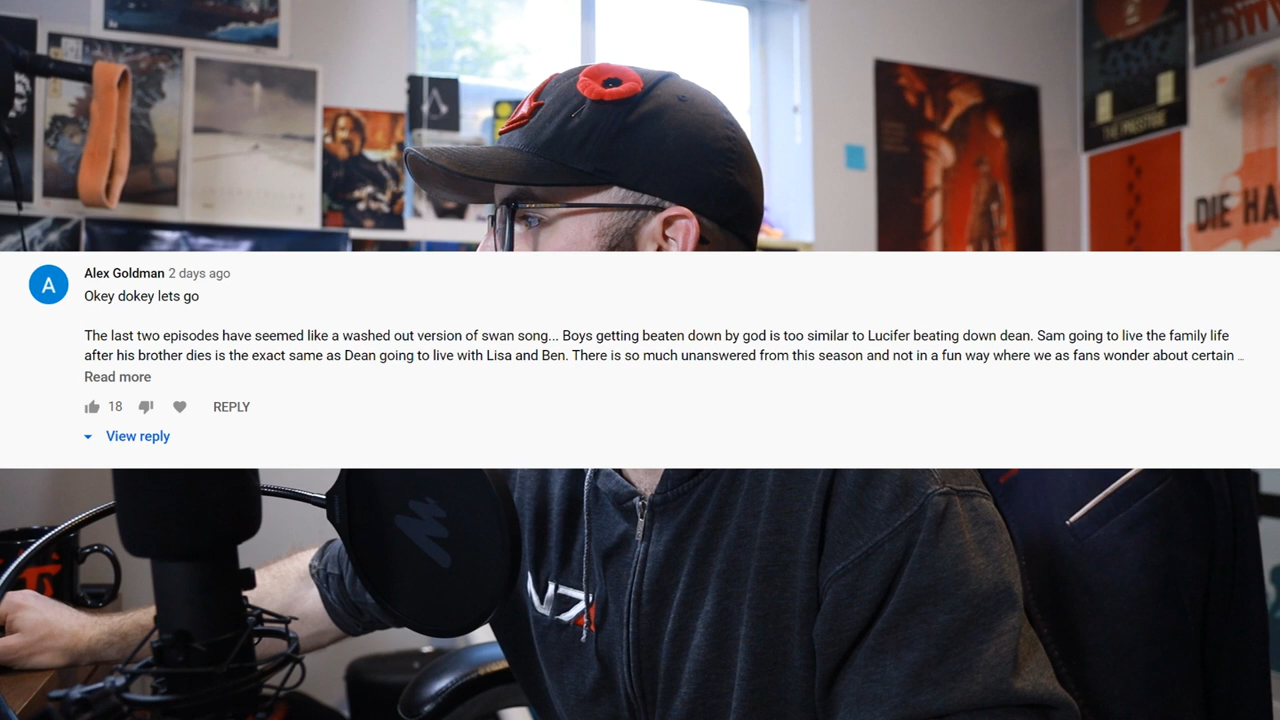 THE PRESTIGE
DIE HA
A
Alex Goldman 2 days ago
Okey dokey lets go
The last two episodes have seemed like a washed out version of swan song... Boys getting beaten down by god is too similar to Lucifer beating down dean. Sam going to live the family life
after his brother dies is the exact same as Dean going to live with Lisa and Ben. There is so much unanswered from this season and not in a fun way where we as fans wonder about certain ...
Read more
18
REPLY
View reply
N7